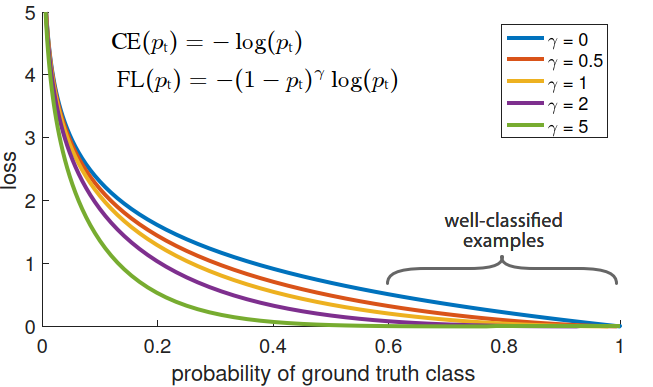 5
CE(pₜ) = − log(pₜ)
FL(pₜ) = −(1 − pₜ)^γ log(pₜ)
γ = 0
γ = 0.5
γ = 1
γ = 2
γ = 5
4
3
2
1
0
loss
well-classified
examples
0 0.2 0.4 0.6 0.8 1
probability of ground truth class